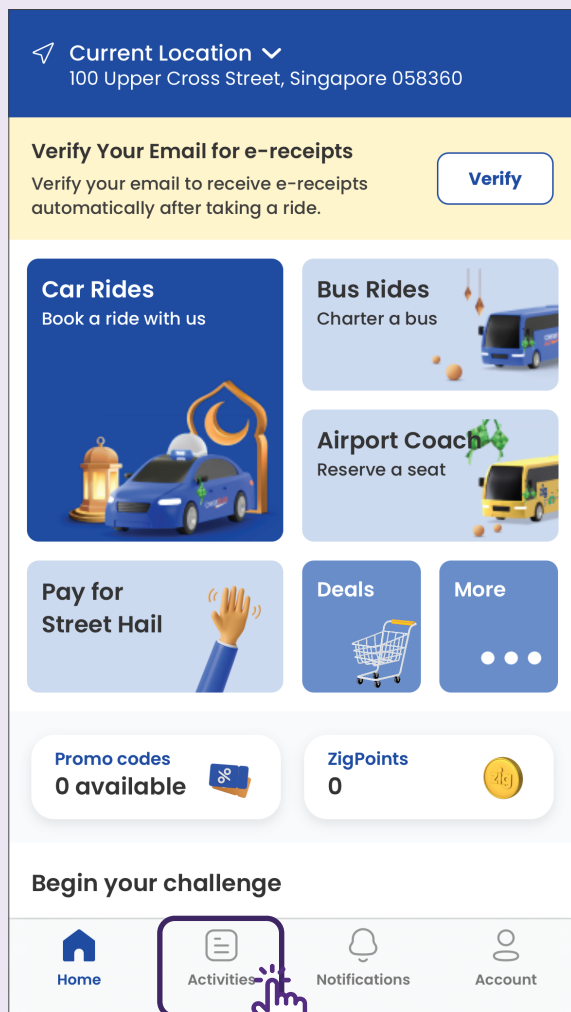 Current Location
100 Upper Cross Street, Singapore 058360
Verify Your Email for e-receipts
Verify your email to receive e-receipts
automatically after taking a ride.
Verify
Car Rides
Book a ride with us
Bus Rides
Charter a bus
Airport Coach
Reserve a seat
Pay for
Street Hail
Deals
More
Promo codes
0 available
%
ZigPoints
0
zig
Begin your challenge
Home
Activities
Notifications
Account